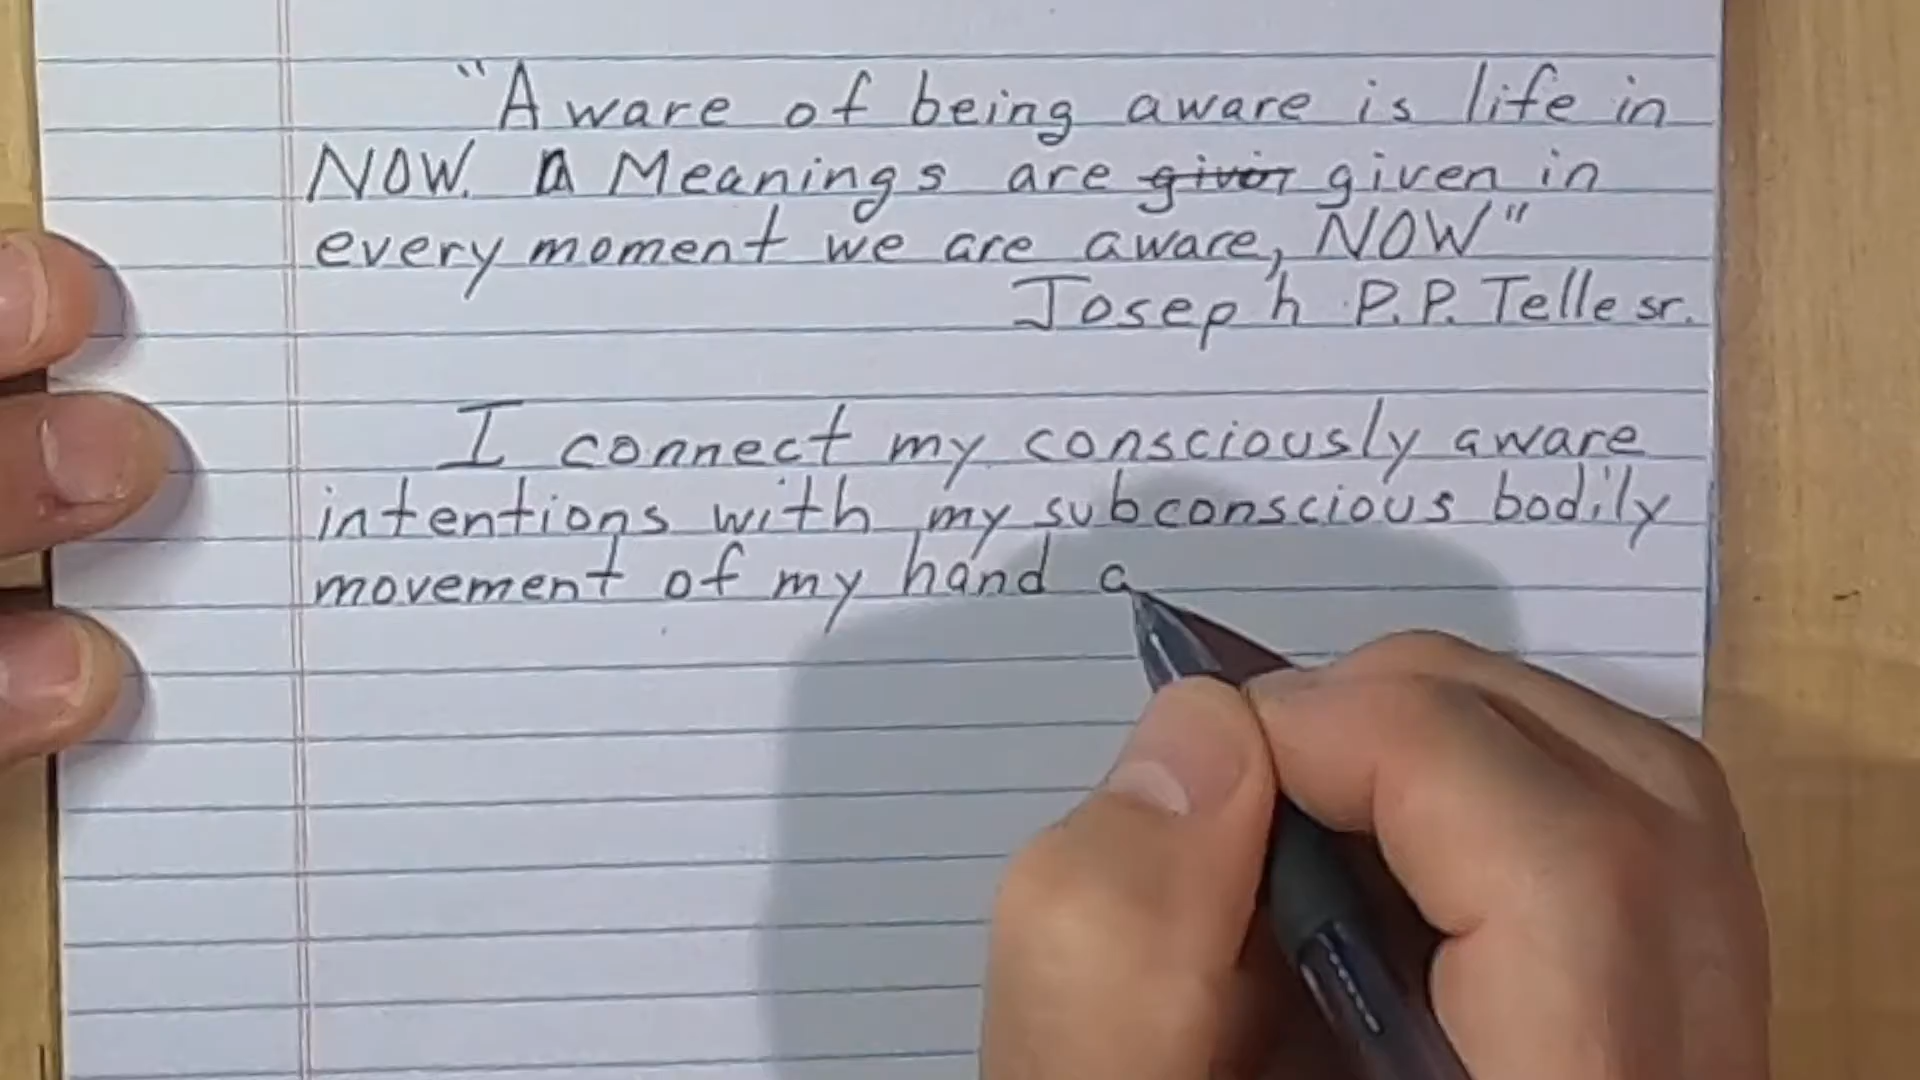 "Aware of being aware is life in
NOW. A Meanings are givin given in
every moment we are aware, NOW"
Joseph P.P. Telle sr.
I connect my consciously aware
intentions with my subconscious bodily
movement of my hand a